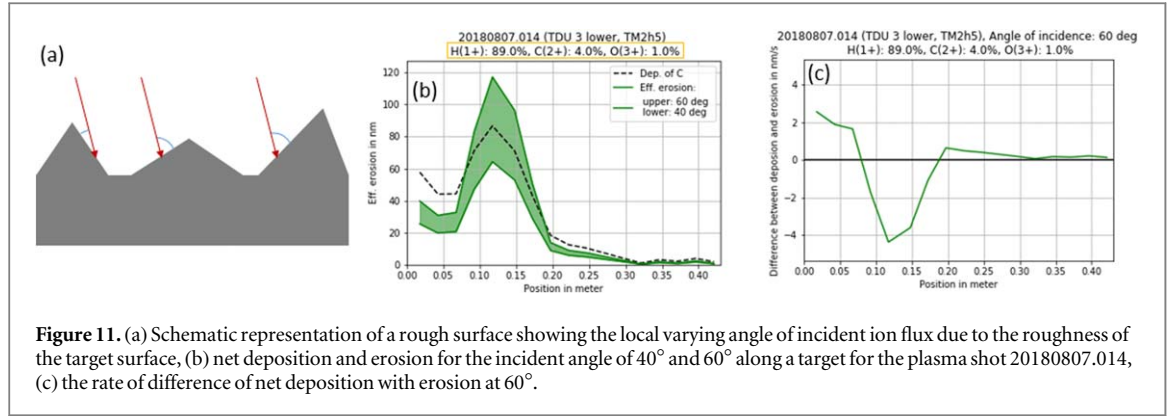 (a)
20180807.014 (TDU 3 lower, TM2h5)
H(1+): 89.0%, C(2+): 4.0%, O(3+): 1.0%
(b)
Dep. of C
Eff. erosion:
upper: 60 deg
lower: 40 deg
Eff. erosion in nm
120
100
80
60
40
20
0
0.00 0.05 0.10 0.15 0.20 0.25 0.30 0.35 0.40
Position in meter
20180807.014 (TDU 3 lower, TM2h5), Angle of incidence: 60 deg
H(1+): 89.0%, C(2+): 4.0%, O(3+): 1.0%
(c)
Difference between deposion and erosion in nm/s
4
2
0
−2
−4
0.00 0.05 0.10 0.15 0.20 0.25 0.30 0.35 0.40
Position in meter
Figure 11. (a) Schematic representation of a rough surface showing the local varying angle of incident ion flux due to the roughness of
the target surface, (b) net deposition and erosion for the incident angle of 40° and 60° along a target for the plasma shot 20180807.014,
(c) the rate of difference of net deposition with erosion at 60°.